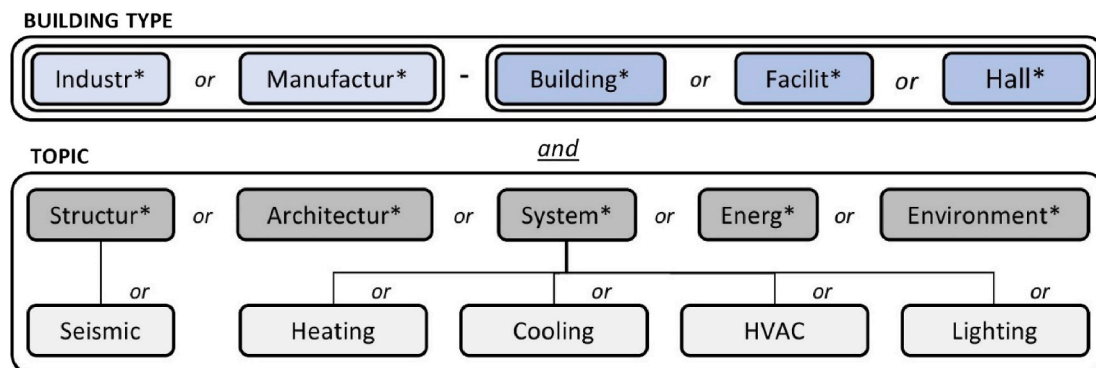 BUILDING TYPE
Industr* or Manufactur* - Building* or Facilit* or Hall*
and
TOPIC
Structur* or Architectur* or System* or Energ* or Environment*
or or or or or
Seismic Heating Cooling HVAC Lighting